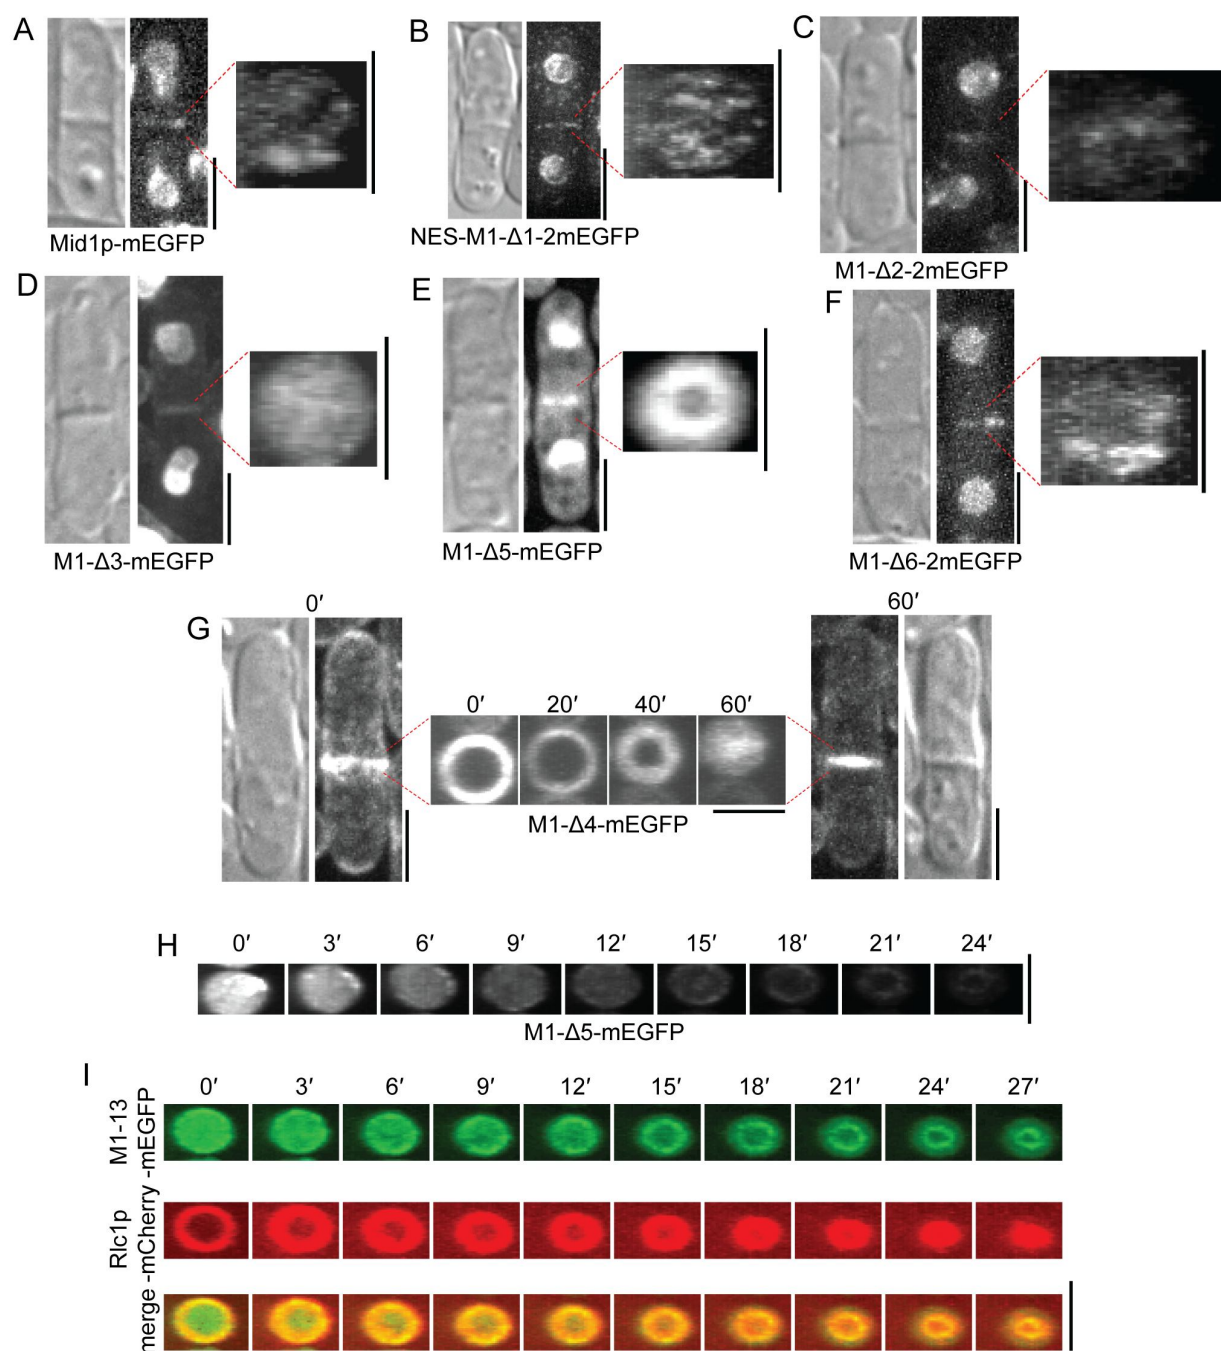 A
Mid1p-mEGFP
B
NES-M1-Δ1-2mEGFP
C
M1-Δ2-2mEGFP
D
M1-Δ3-mEGFP
E
M1-Δ5-mEGFP
F
M1-Δ6-2mEGFP
G
0′ 60′
0′ 20′ 40′ 60′
M1-Δ4-mEGFP
H
0′ 3′ 6′ 9′ 12′ 15′ 18′ 21′ 24′
M1-Δ5-mEGFP
I
0′ 3′ 6′ 9′ 12′ 15′ 18′ 21′ 24′ 27′
M1-13
-mEGFP
Rlc1p
-mCherry
merge